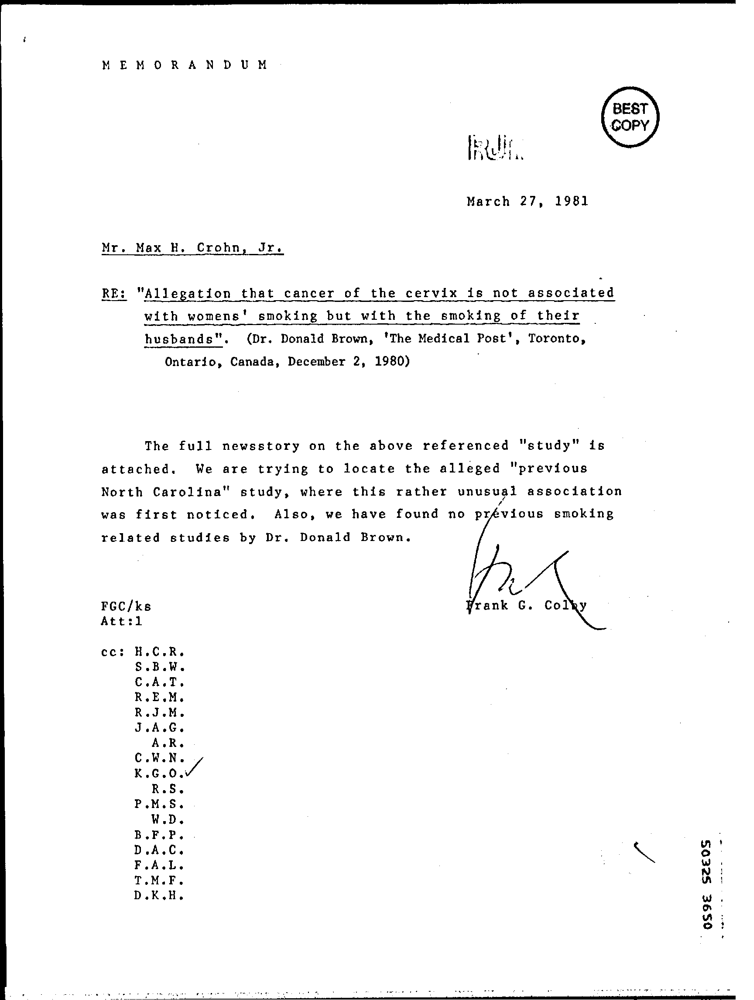 MEMORANDUM
BEST
COPY
RJR
March 27, 1981
Mr. Max H. Crohn, Jr.
RE: "Allegation that cancer of the cervix is not associated
with womens' smoking but with the smoking of their
husbands". (Dr. Donald Brown, 'The Medical Post', Toronto,
Ontario, Canada, December 2, 1980)
The full newsstory on the above referenced "study" is
attached. We are trying to locate the alleged "previous
North Carolina" study, where this rather unusual association
was first noticed. Also, we have found no previous smoking
related studies by Dr. Donald Brown.
FGC/ks
Frank G. Colby
Att:1
cc: H.C.R.
S.B.W.
C.A.T.
R.E.M.
R.J.M.
J.A.G.
A.R.
C.W.N.
K.G.O.✓
R.S.
P.M.S.
W.D.
B.F.P.
D.A.C.
F.A.L.
T.M.F.
D.K.H.
50325 3650